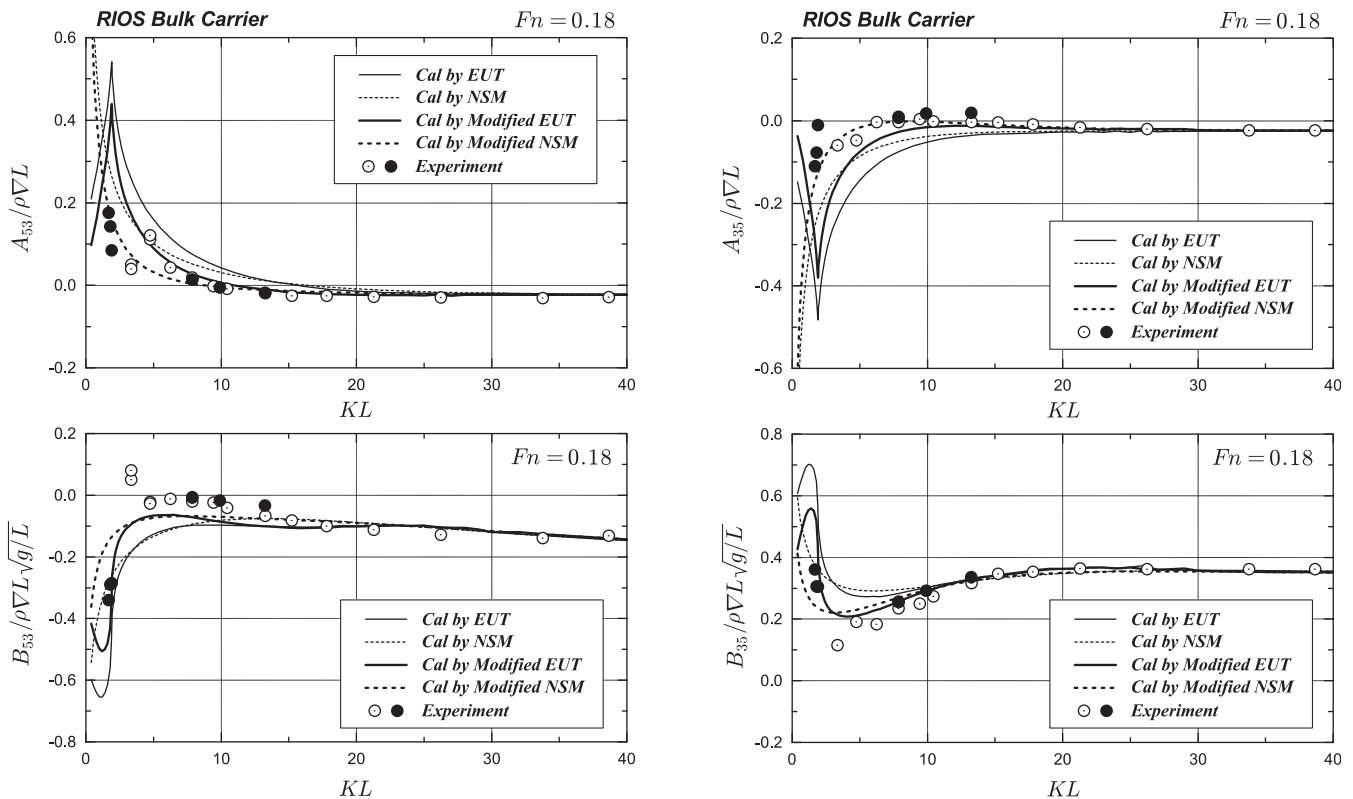 RIOS Bulk Carrier
Fn = 0.18
0.6
0.4
0.2
0.0
-0.2
A53/ρ∇L
Cal by EUT
Cal by NSM
Cal by Modified EUT
Cal by Modified NSM
Experiment
0 10 20 30 40
KL
RIOS Bulk Carrier
Fn = 0.18
0.2
0.0
-0.2
-0.4
-0.6
A35/ρ∇L
Cal by EUT
Cal by NSM
Cal by Modified EUT
Cal by Modified NSM
Experiment
0 10 20 30 40
KL
Fn = 0.18
0.2
0.0
-0.2
-0.4
-0.6
-0.8
B53/ρ∇L√g/L
Cal by EUT
Cal by NSM
Cal by Modified EUT
Cal by Modified NSM
Experiment
0 10 20 30 40
KL
Fn = 0.18
0.8
0.6
0.4
0.2
0.0
-0.2
B35/ρ∇L√g/L
Cal by EUT
Cal by NSM
Cal by Modified EUT
Cal by Modified NSM
Experiment
0 10 20 30 40
KL